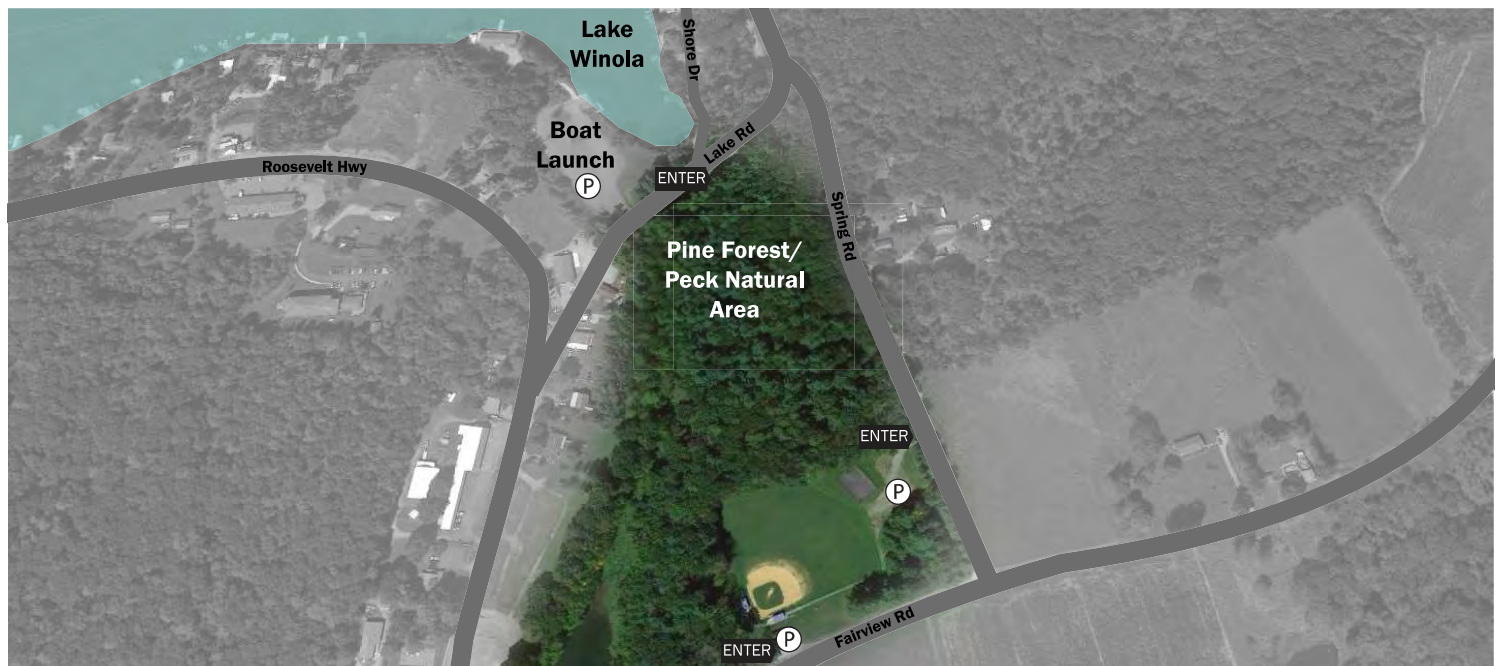 Lake
Winola
Shore Dr
Boat
Launch
P
Lake Rd
Roosevelt Hwy
ENTER
Spring Rd
Pine Forest/
Peck Natural
Area
ENTER
P
Fairview Rd
ENTER
P